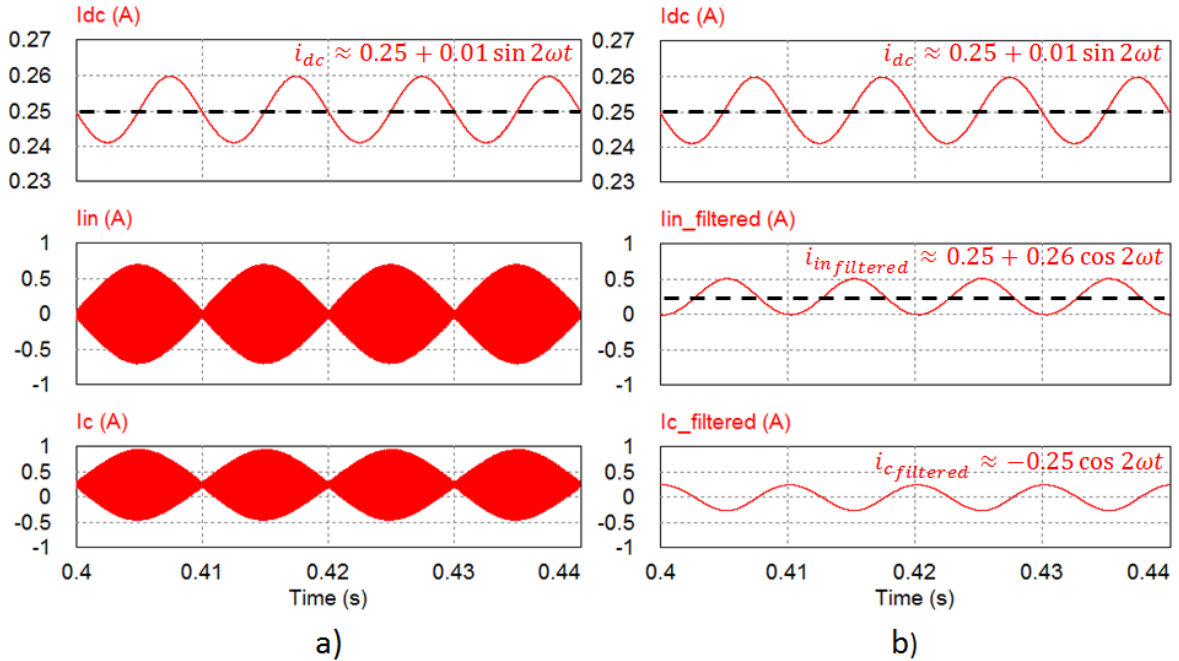 Idc (A)
0.27
0.26
0.25
0.24
0.23
i_dc ≈ 0.25 + 0.01 sin 2ωt
Iin (A)
1
0.5
0
-0.5
-1
Ic (A)
1
0.5
0
-0.5
-1
0.4 0.41 0.42 0.43 0.44
Time (s)
a)
Idc (A)
0.27
0.26
0.25
0.24
0.23
i_dc ≈ 0.25 + 0.01 sin 2ωt
Iin_filtered (A)
1
0.5
0
-0.5
-1
i_in_filtered ≈ 0.25 + 0.26 cos 2ωt
Ic_filtered (A)
1
0.5
0
-0.5
-1
i_c_filtered ≈ −0.25 cos 2ωt
0.4 0.41 0.42 0.43 0.44
Time (s)
b)